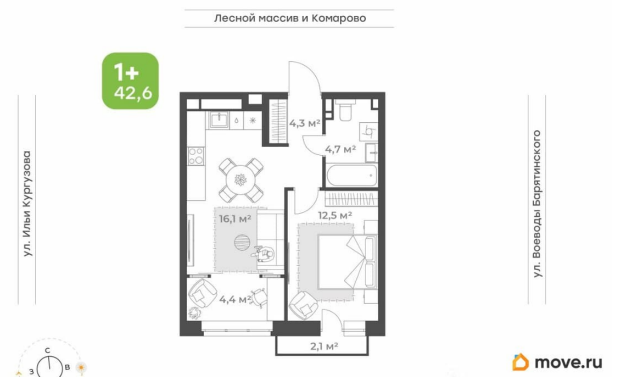 Лесной массив и Комарово
1+
42,6
ул. Ильи Кургузова
ул. Воеводы Барятинского
4,3 м²
4,7 м²
16,1 м²
12,5 м²
4,4 м²
2,1 м²
С
З
В
move.ru